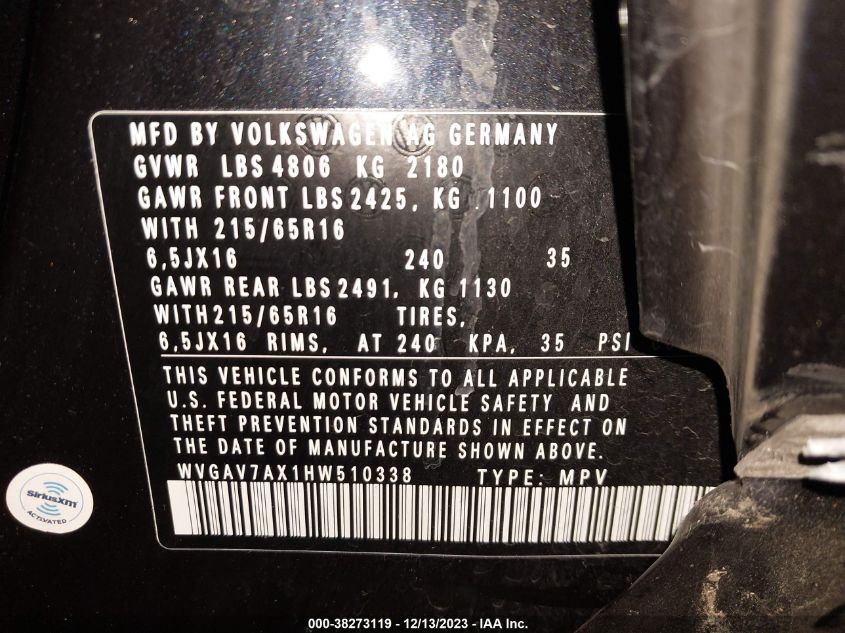 MFD BY VOLKSWAGEN AG GERMANY
GVWR LBS 4806 KG 2180
GAWR FRONT LBS 2425, KG 1100
WITH 215/65R16
6,5JX16 240 35
GAWR REAR LBS 2491, KG 1130
WITH 215/65R16 TIRES,
6,5JX16 RIMS, AT 240 KPA, 35 PSI
THIS VEHICLE CONFORMS TO ALL APPLICABLE
U.S. FEDERAL MOTOR VEHICLE SAFETY AND
THEFT PREVENTION STANDARDS IN EFFECT ON
THE DATE OF MANUFACTURE SHOWN ABOVE.
WVGAV7AX1HW510338 TYPE: MPV
siriusxm
ACTIVATED
000-38273119 - 12/13/2023 - IAA Inc.